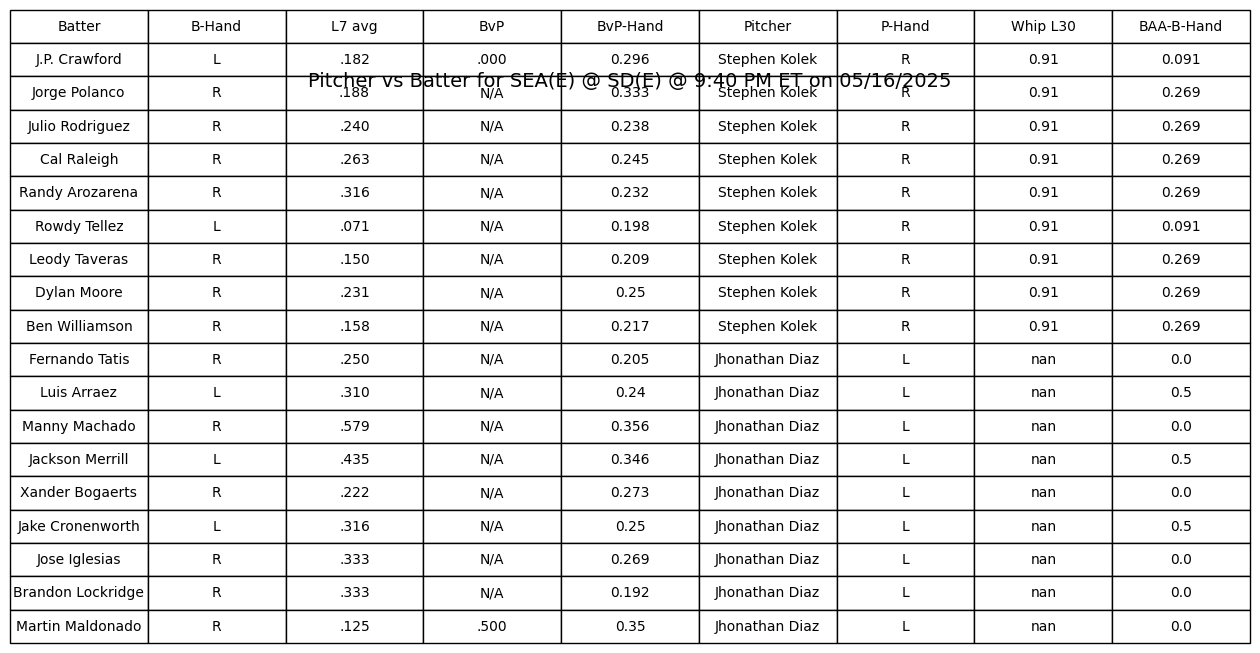 Batter B-Hand L7 avg BvP BvP-Hand Pitcher P-Hand Whip L30 BAA-B-Hand
J.P. Crawford L .182 .000 0.296 Stephen Kolek R 0.91 0.091
Pitcher vs Batter for SEA(E) @ SD(E) @ 9:40 PM ET on 05/16/2025
Jorge Polanco R .188 N/A 0.333 Stephen Kolek R 0.91 0.269
Julio Rodriguez R .240 N/A 0.238 Stephen Kolek R 0.91 0.269
Cal Raleigh R .263 N/A 0.245 Stephen Kolek R 0.91 0.269
Randy Arozarena R .316 N/A 0.232 Stephen Kolek R 0.91 0.269
Rowdy Tellez L .071 N/A 0.198 Stephen Kolek R 0.91 0.091
Leody Taveras R .150 N/A 0.209 Stephen Kolek R 0.91 0.269
Dylan Moore R .231 N/A 0.25 Stephen Kolek R 0.91 0.269
Ben Williamson R .158 N/A 0.217 Stephen Kolek R 0.91 0.269
Fernando Tatis R .250 N/A 0.205 Jhonathan Diaz L nan 0.0
Luis Arraez L .310 N/A 0.24 Jhonathan Diaz L nan 0.5
Manny Machado R .579 N/A 0.356 Jhonathan Diaz L nan 0.0
Jackson Merrill L .435 N/A 0.346 Jhonathan Diaz L nan 0.5
Xander Bogaerts R .222 N/A 0.273 Jhonathan Diaz L nan 0.0
Jake Cronenworth L .316 N/A 0.25 Jhonathan Diaz L nan 0.5
Jose Iglesias R .333 N/A 0.269 Jhonathan Diaz L nan 0.0
Brandon Lockridge R .333 N/A 0.192 Jhonathan Diaz L nan 0.0
Martin Maldonado R .125 .500 0.35 Jhonathan Diaz L nan 0.0